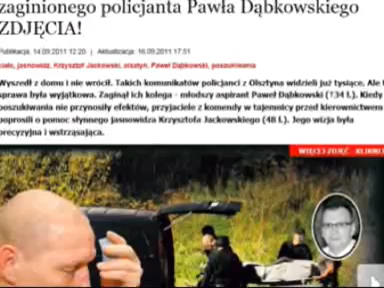 zaginionego policjanta Pawła Dąbkowskiego
ZDJĘCIA!
Publikacja: 14.09.2011 12:20 | Aktualizacja: 16.09.2011 17:51
ciało, jasnowidz, Krzysztof Jackowski, olsztyn, Paweł Dąbkowski, poszukiwania
Wyszedł z domu i nie wrócił. Takich komunikatów policjanci z Olsztyna widzieli już tysiące. Ale t
sprawa była wyjątkowa. Zaginął ich kolega - młodszy aspirant Paweł Dąbkowski (†34 l.). Kiedy
poszukiwania nie przynosiły efektów, przyjaciele z komendy w tajemnicy przed kierownictwem
poprosili o pomoc słynnego jasnowidza Krzysztofa Jackowskiego (48 l.). Jego wizja była
precyzyjna i wstrząsająca.
WIĘCEJ ZDJĘĆ